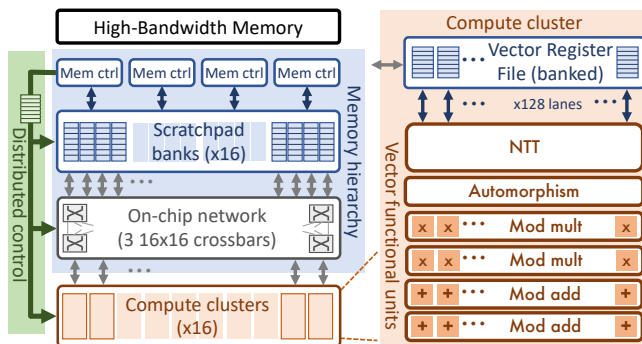 High-Bandwidth Memory
Mem ctrl Mem ctrl Mem ctrl Mem ctrl
Scratchpad
banks (x16)
...
On-chip network
(3 16x16 crossbars)
...
Compute clusters
(x16)
Distributed control
Memory hierarchy
Compute cluster
... Vector Register
File (banked)
... x128 lanes ...
NTT
Automorphism
x x ... Mod mult x
x x ... Mod mult x
+ + ... Mod add +
+ + ... Mod add +
Vector functional units